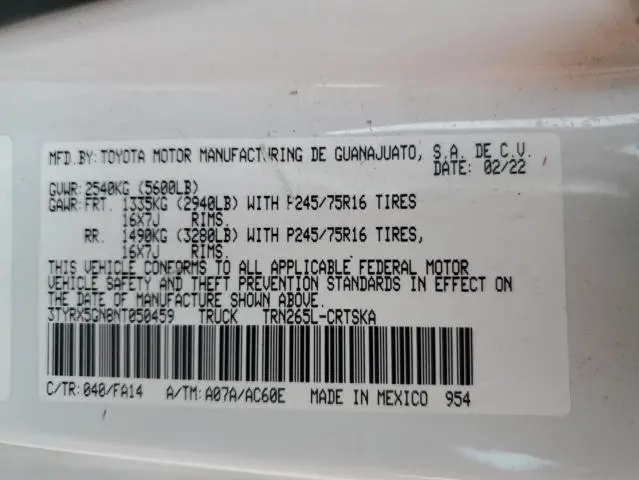 MFD.BY:TOYOTA MOTOR MANUFACTURING DE GUANAJUATO, S.A. DE C.V.
DATE: 02/22
GVWR:2540KG (5600LB)
GAWR:FRT. 1335KG (2940LB) WITH P245/75R16 TIRES
16X7J RIMS.
RR. 1490KG (3280LB) WITH P245/75R16 TIRES,
16X7J RIMS.
THIS VEHICLE CONFORMS TO ALL APPLICABLE FEDERAL MOTOR
VEHICLE SAFETY AND THEFT PREVENTION STANDARDS IN EFFECT ON
THE DATE OF MANUFACTURE SHOWN ABOVE.
3TYRX5GN8NT050459 TRUCK TRN265L-CRTSKA
C/TR:040/FA14 A/TM:A07A/AC60E MADE IN MEXICO 954